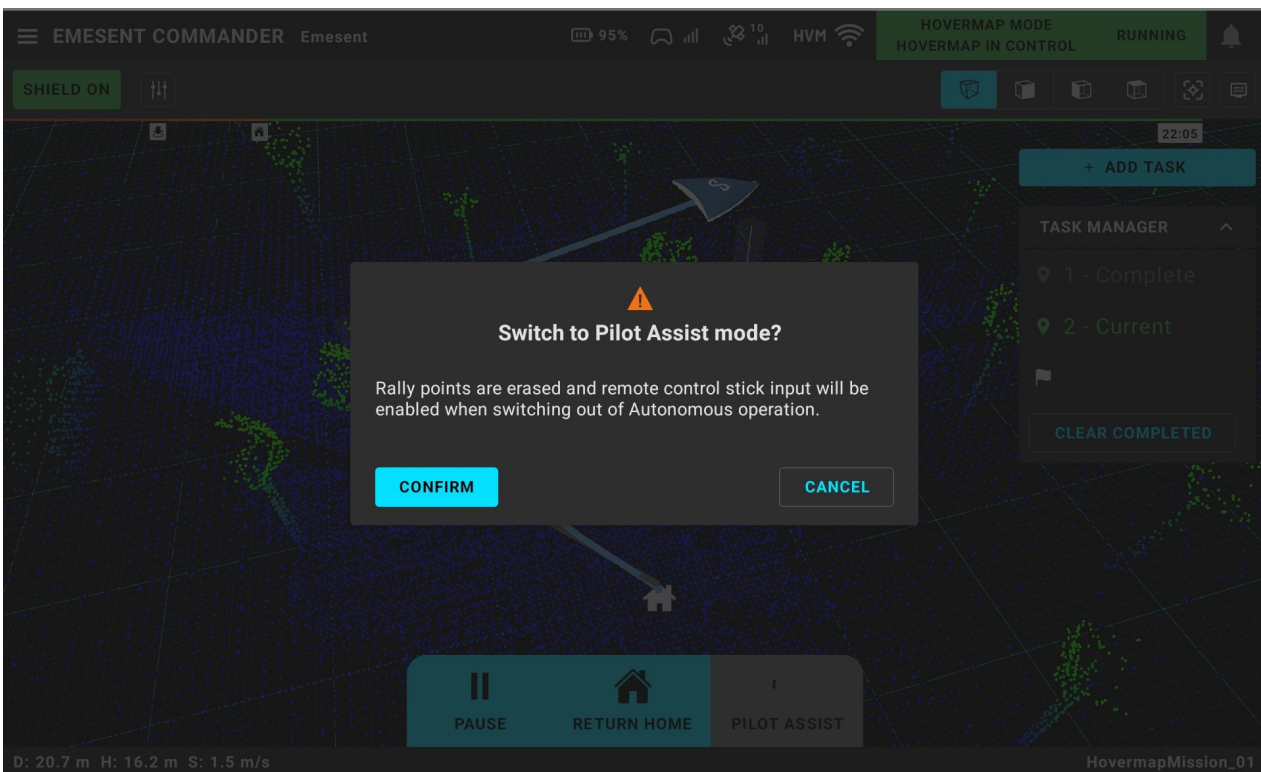 EMESENT COMMANDER Emesent 95% 10 HVM HOVERMAP MODE
HOVERMAP IN CONTROL RUNNING
SHIELD ON
22:05
S
+ ADD TASK
TASK MANAGER
1 - Complete
2 - Current
Switch to Pilot Assist mode?
Rally points are erased and remote control stick input will be
enabled when switching out of Autonomous operation.
CLEAR COMPLETED
CONFIRM CANCEL
PAUSE RETURN HOME PILOT ASSIST
D: 20.7 m H: 16.2 m S: 1.5 m/s HovermapMission_01